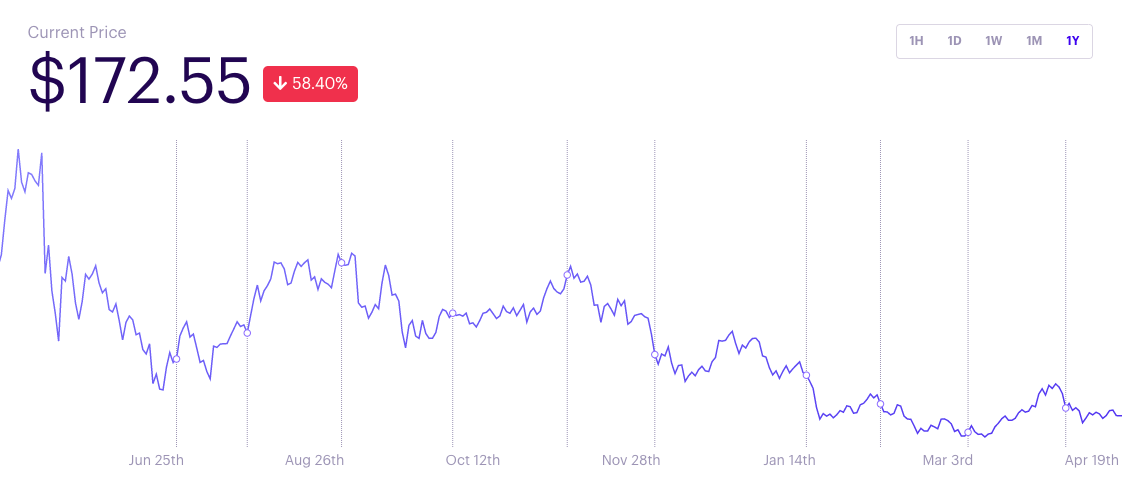 Current Price
1H 1D 1W 1M 1Y
$172.55 58.40%
Jun 25th Aug 26th Oct 12th Nov 28th Jan 14th Mar 3rd Apr 19th